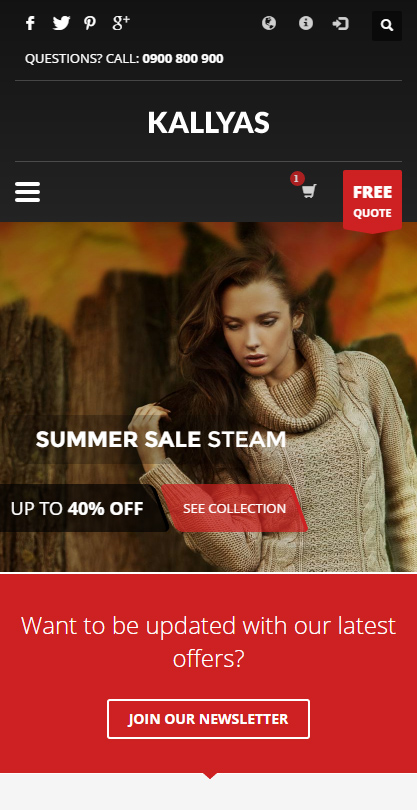 QUESTIONS? CALL: 0900 800 900
KALLYAS
1
FREE
QUOTE
SUMMER SALE STEAM
UP TO 40% OFF
SEE COLLECTION
Want to be updated with our latest
offers?
JOIN OUR NEWSLETTER